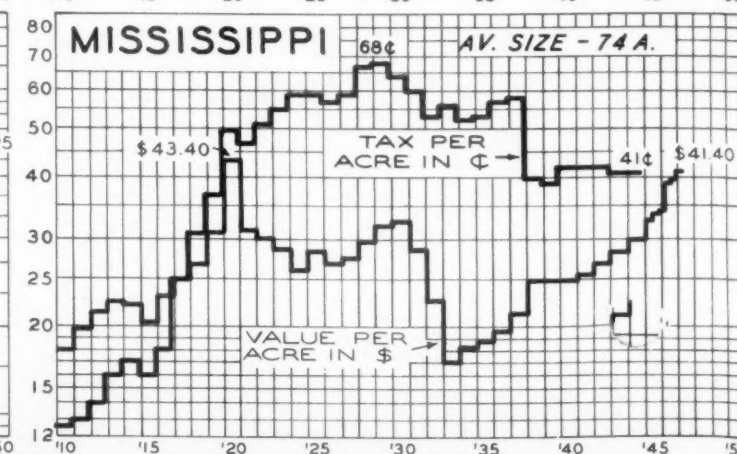 MISSISSIPPI
AV. SIZE - 74 A.
80
70
68¢
60
50
$43.40
TAX PER
ACRE IN ¢
41¢
$41.40
40
30
25
20
VALUE PER
ACRE IN $
15
12
'10 '15 '20 '25 '30 '35 '40 '45